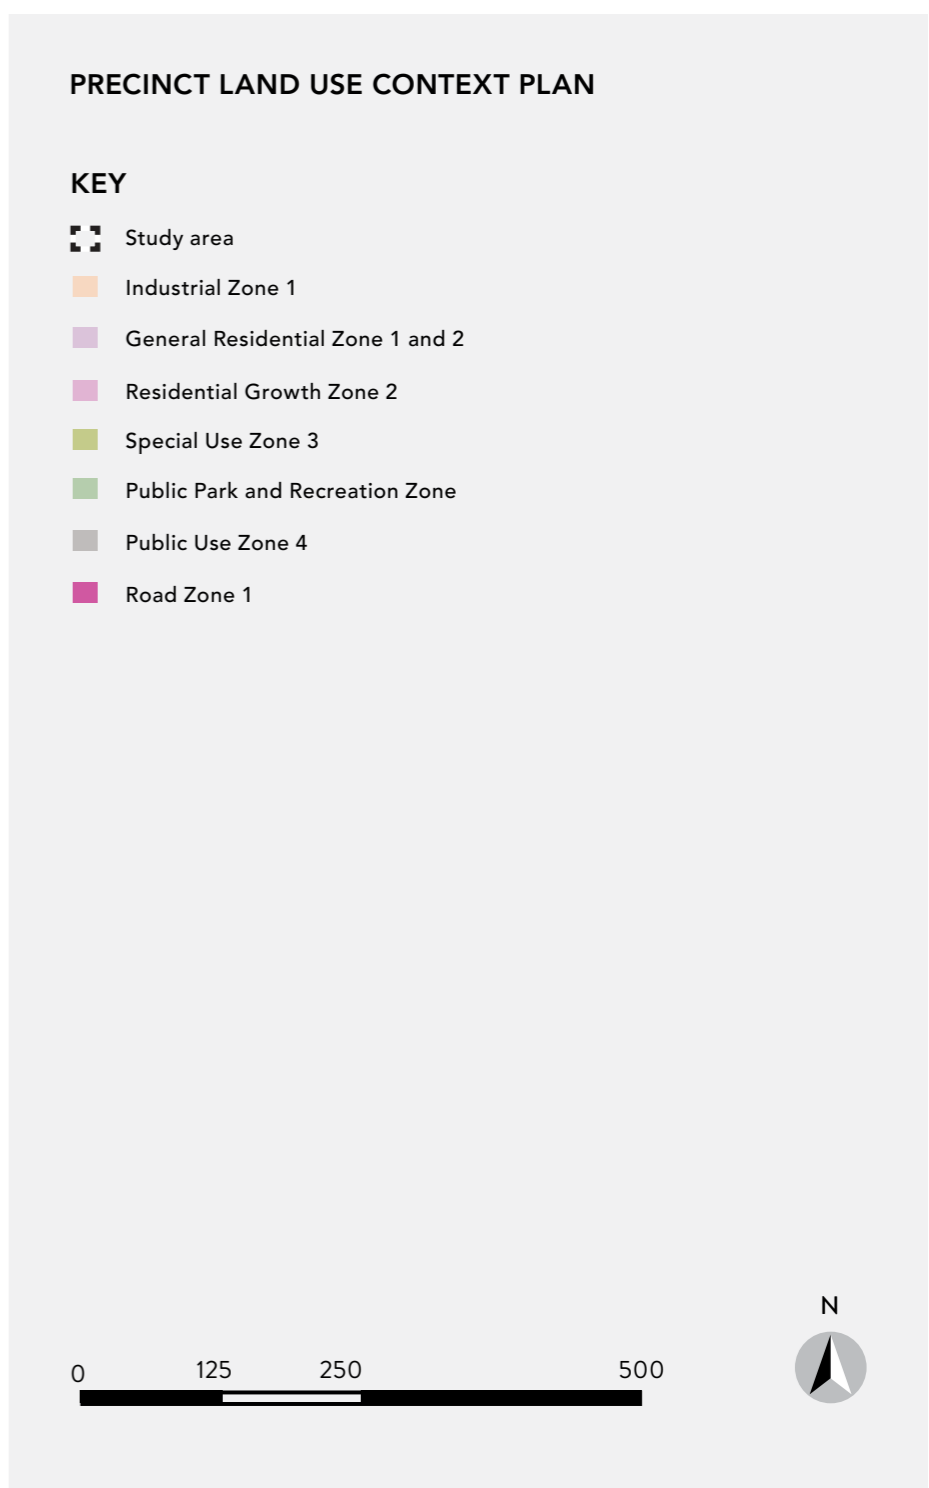 PRECINCT LAND USE CONTEXT PLAN
KEY
Study area
Industrial Zone 1
General Residential Zone 1 and 2
Residential Growth Zone 2
Special Use Zone 3
Public Park and Recreation Zone
Public Use Zone 4
Road Zone 1
N
0 125 250 500